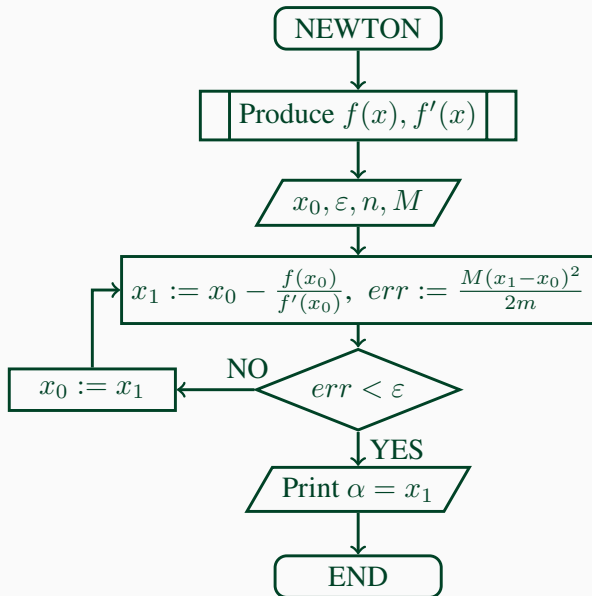 NEWTON
Produce f(x), f′(x)
x₀, ε, n, M
x₁ := x₀ − f(x₀)/f′(x₀), err := M(x₁−x₀)²/2m
NO
x₀ := x₁
err < ε
YES
Print α = x₁
END